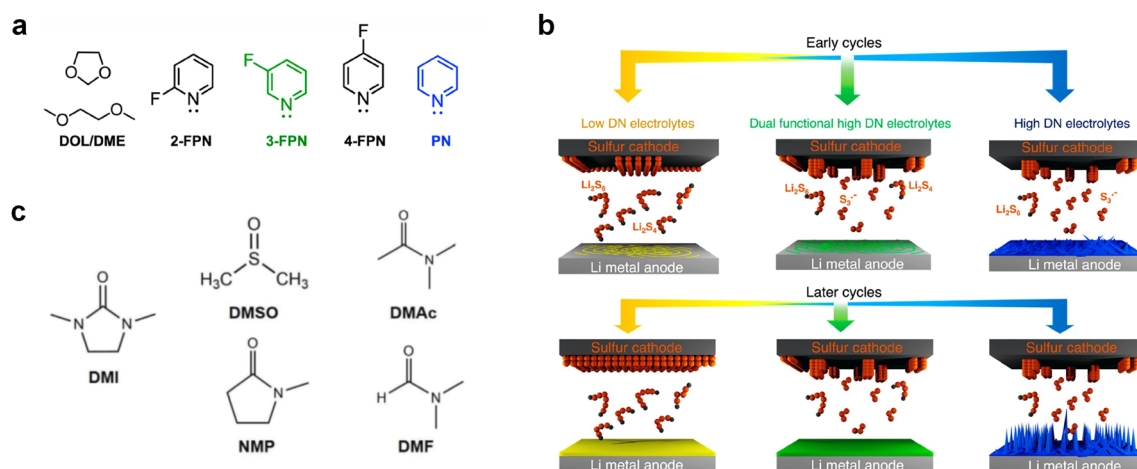 a
O
O
O
O
DOL/DME
F
N
2-FPN
F
N
3-FPN
F
N
4-FPN
N
PN
b
Early cycles
Low DN electrolytes
Dual functional high DN electrolytes
High DN electrolytes
Sulfur cathode
Sulfur cathode
Sulfur cathode
Li₂S₆
Li₂S₄
Li₂S₆
S₃·⁻
Li₂S₄
Li₂S₆
S₃·⁻
Li metal anode
Li metal anode
Li metal anode
Later cycles
Sulfur cathode
Sulfur cathode
Sulfur cathode
Li metal anode
Li metal anode
Li metal anode
c
O
N
N
DMI
O
S
H₃C
CH₃
DMSO
O
N
DMAc
O
N
NMP
O
H
N
DMF